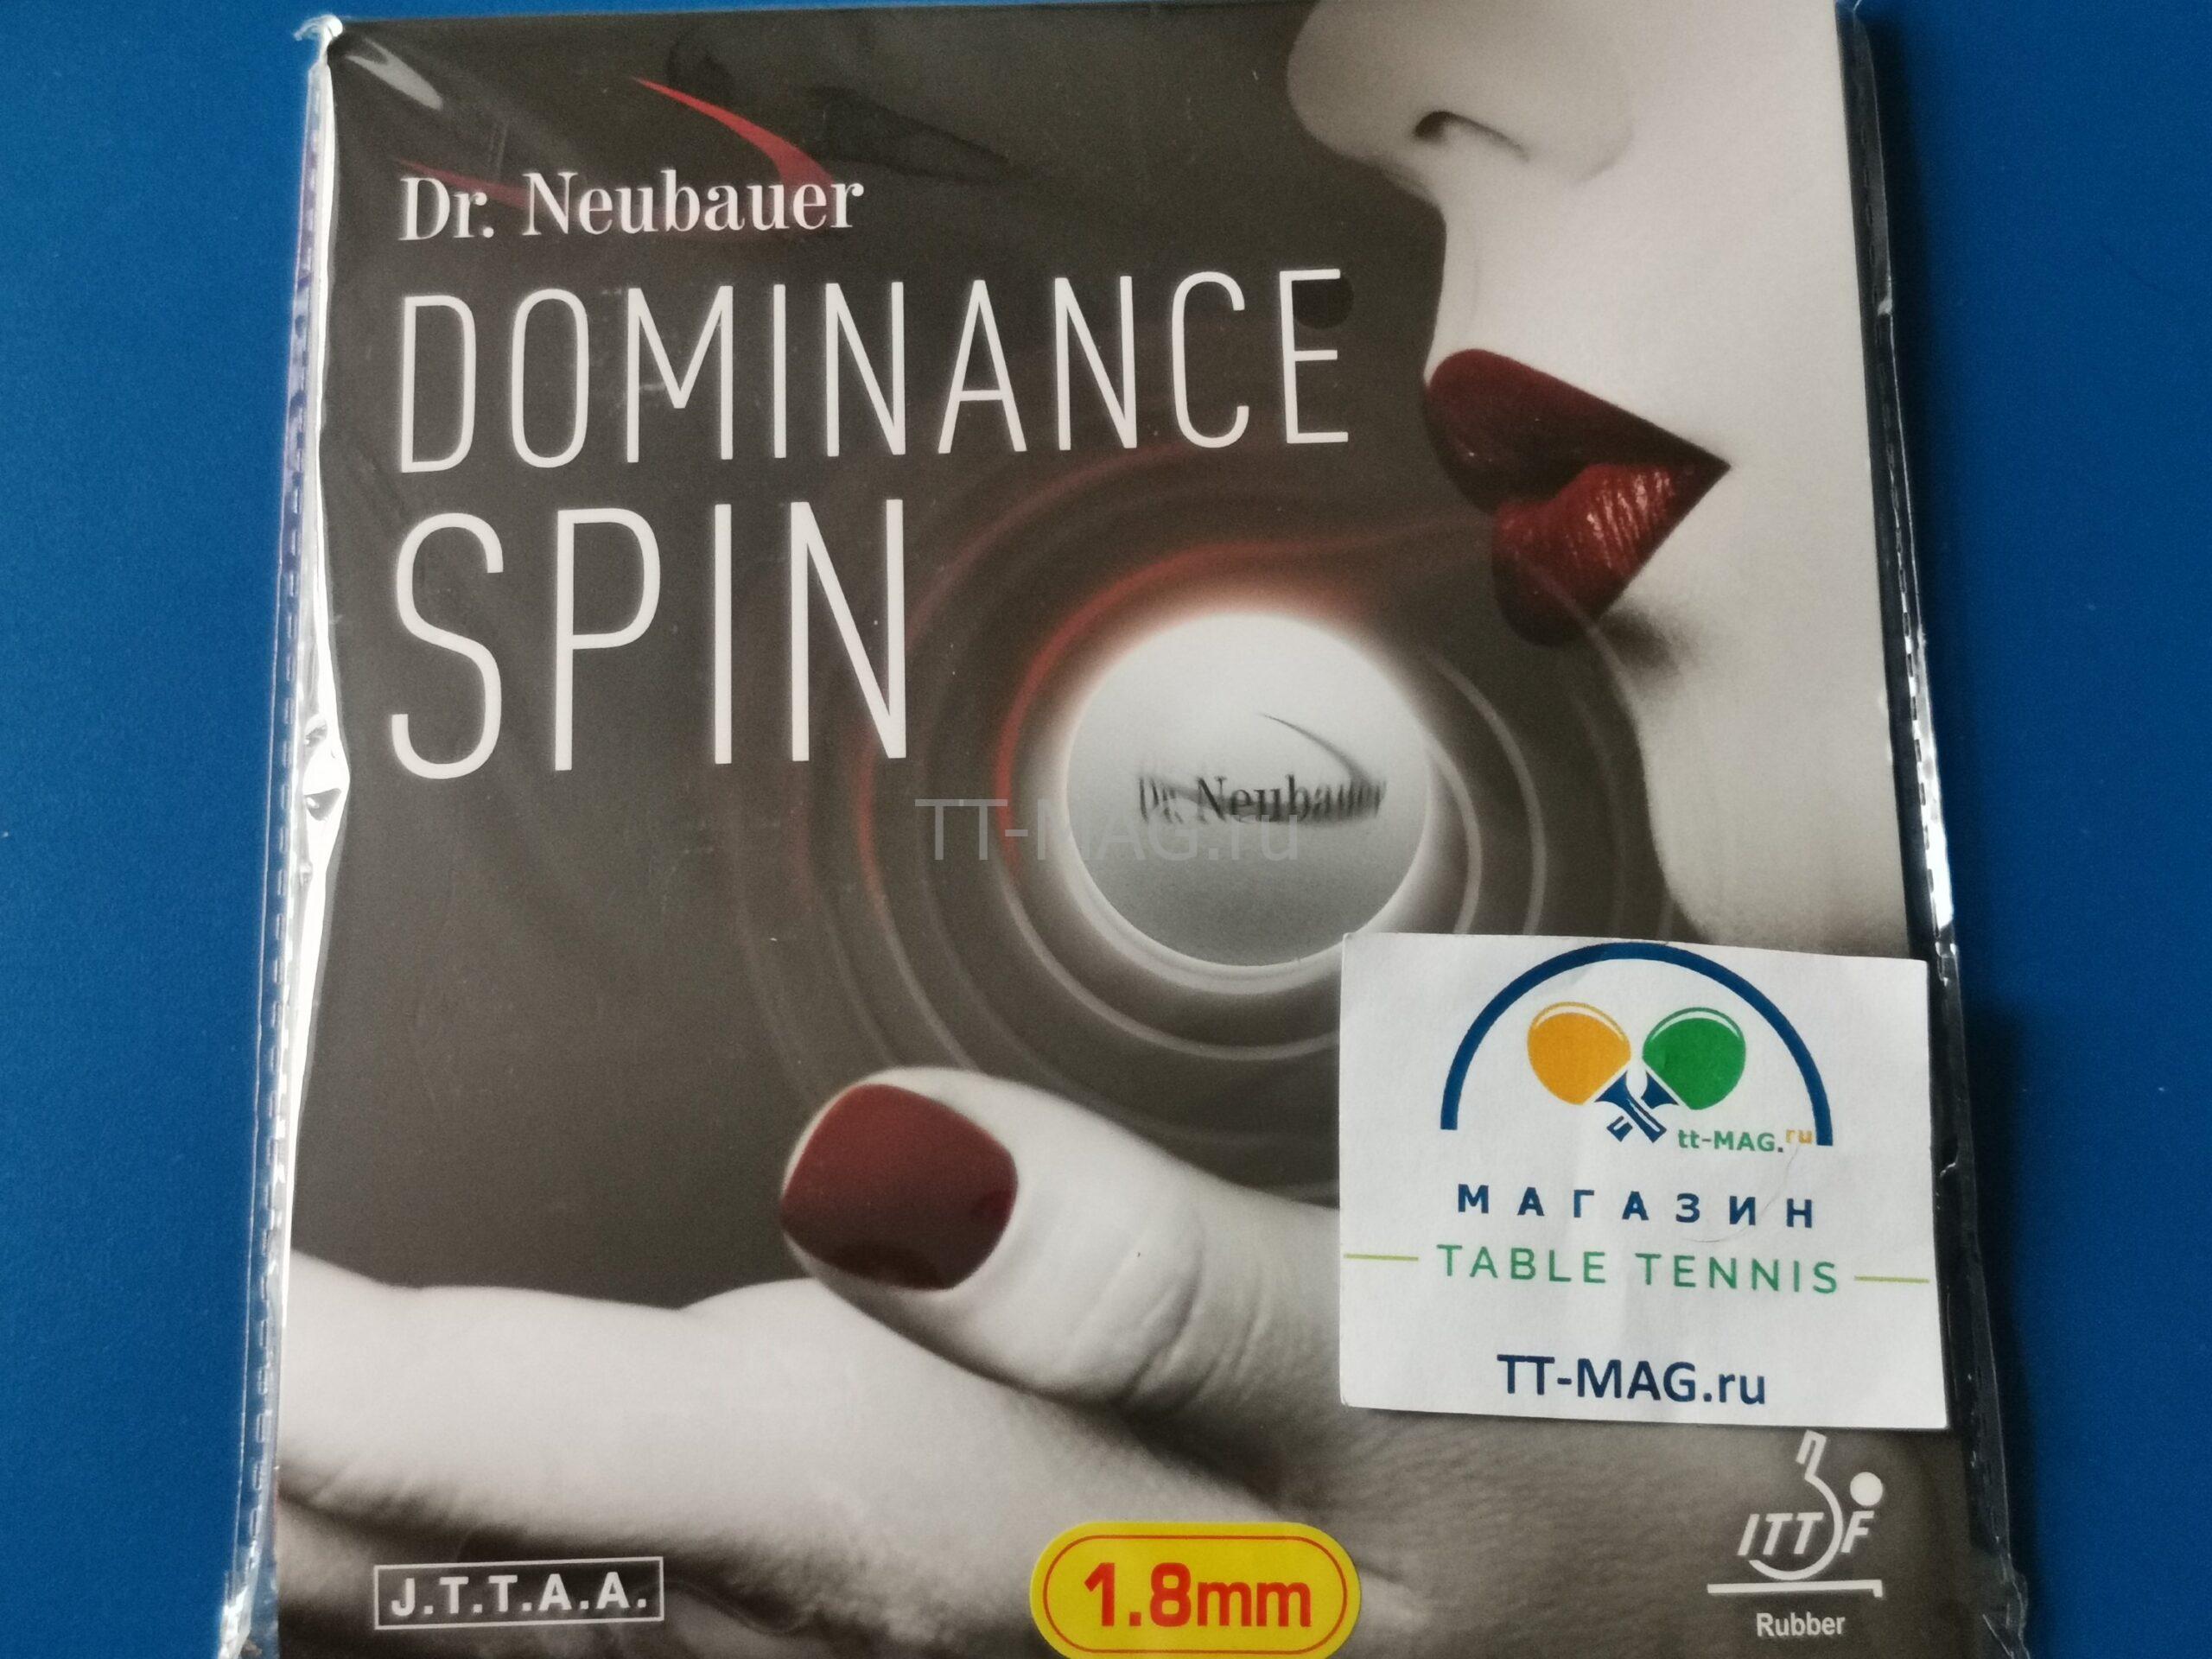 Dr. Neubauer
DOMINANCE
SPIN
Dr. Neubauer
TT-MAG.ru
tt-MAG.ru
МАГАЗИН
TABLE TENNIS
TT-MAG.ru
J.T.T.A.A.
1.8mm
ITTF
Rubber